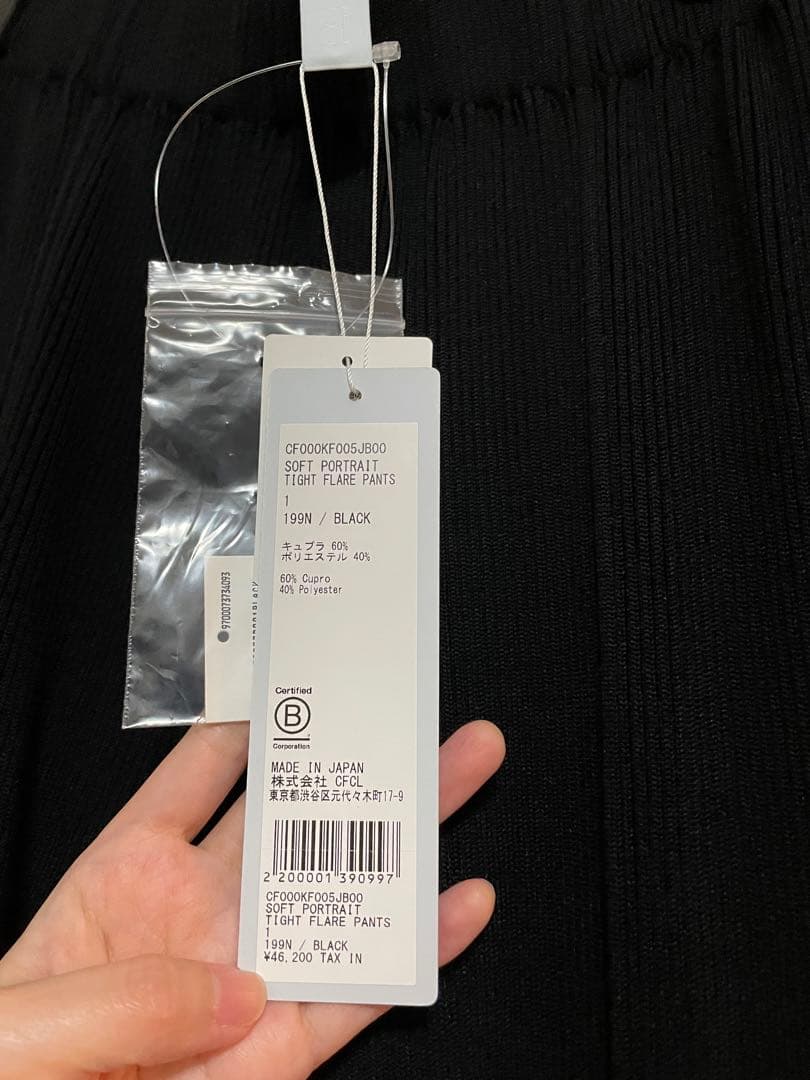 CF000KF005JB00
SOFT PORTRAIT
TIGHT FLARE PANTS
1
199N / BLACK
キュプラ 60%
ポリエステル 40%
60% Cupro
40% Polyester
Certified
B
Corporation
MADE IN JAPAN
株式会社 CFCL
東京都渋谷区元代々木町17-9
2 200001 390997
CF000KF005JB00
SOFT PORTRAIT
TIGHT FLARE PANTS
1
199N / BLACK
¥46,200 TAX IN
9700073734093